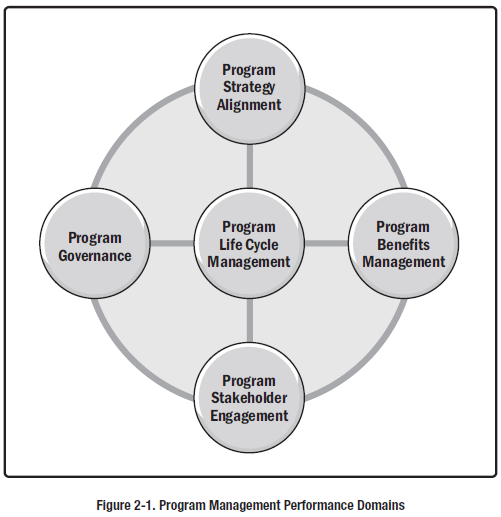 Program
Strategy
Alignment
Program
Governance
Program
Life Cycle
Management
Program
Benefits
Management
Program
Stakeholder
Engagement
Figure 2-1. Program Management Performance Domains